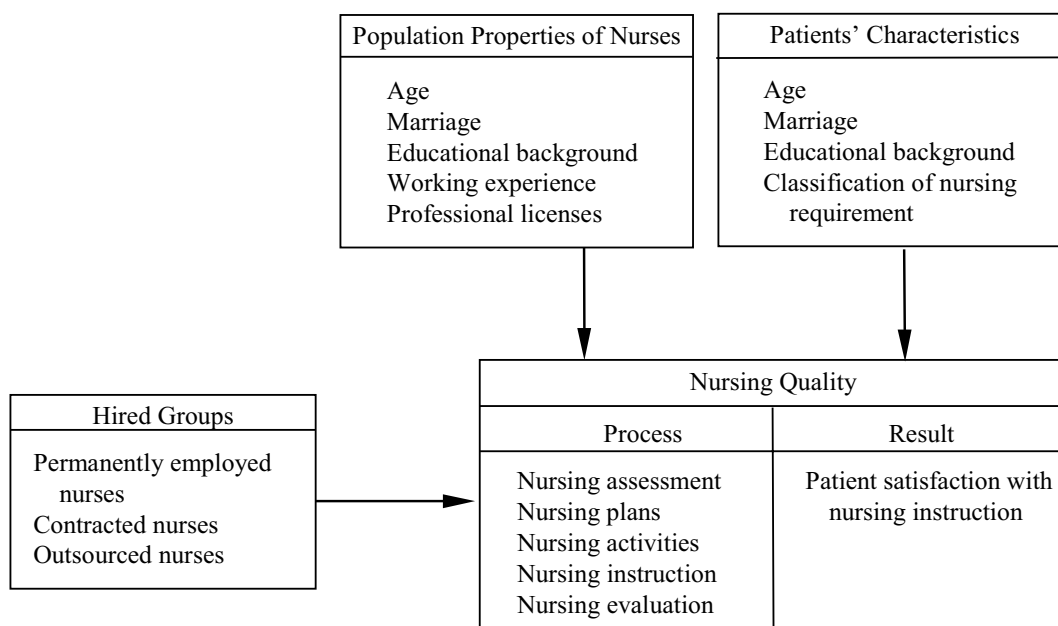 Population Properties of Nurses
Age
Marriage
Educational background
Working experience
Professional licenses
Patients’ Characteristics
Age
Marriage
Educational background
Classification of nursing
requirement
Hired Groups
Permanently employed
nurses
Contracted nurses
Outsourced nurses
Nursing Quality
Process
Nursing assessment
Nursing plans
Nursing activities
Nursing instruction
Nursing evaluation
Result
Patient satisfaction with
nursing instruction